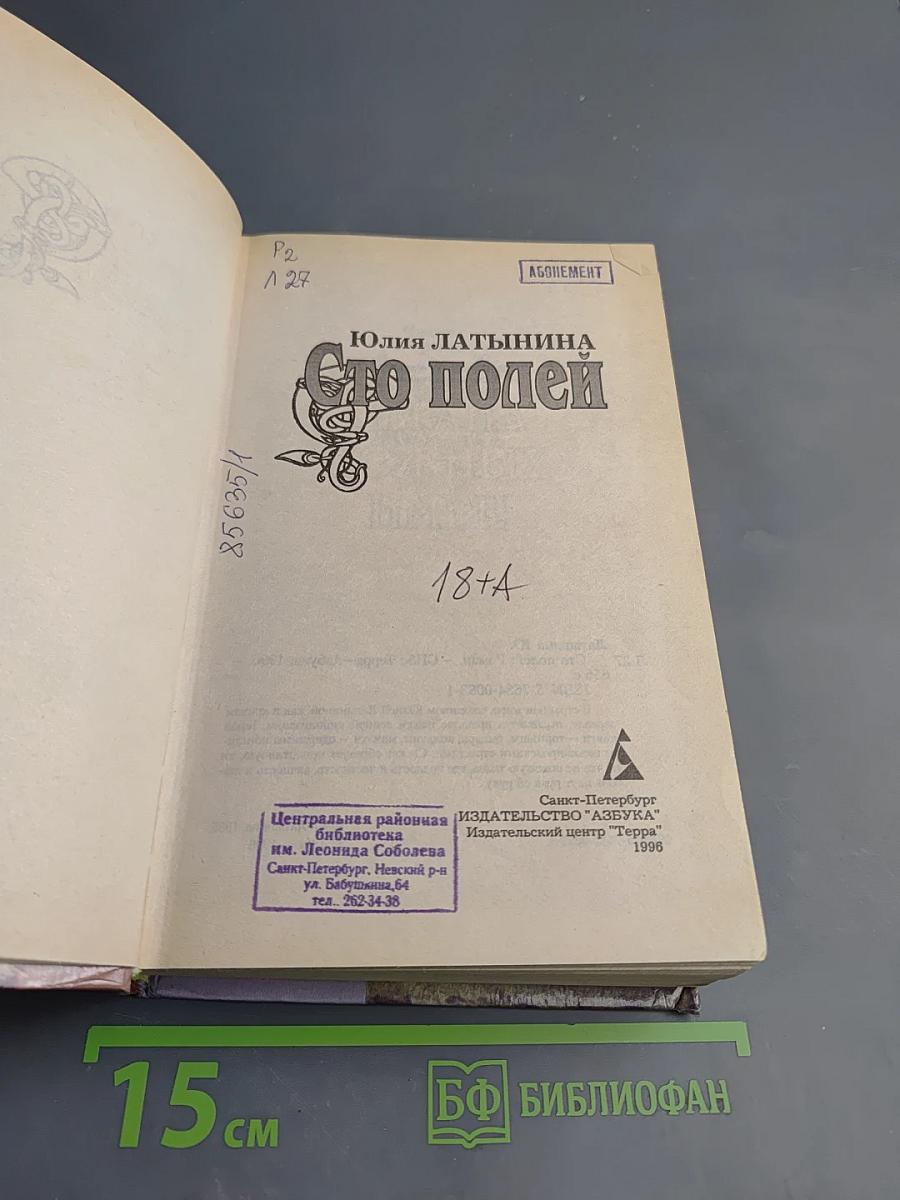 Р2
Л 27
АБОНЕМЕНТ
Юлия ЛАТЫНИНА
Сто полей
85635/1
18+А
Санкт-Петербург
ИЗДАТЕЛЬСТВО "АЗБУКА"
Издательский центр "Терра"
1996
Центральная районная
библиотека
им. Леонида Соболева
Санкт-Петербург, Невский р-н
ул. Бабушкина,64
тел.. 262-34-38
15 см
БФ БИБЛИОФАН